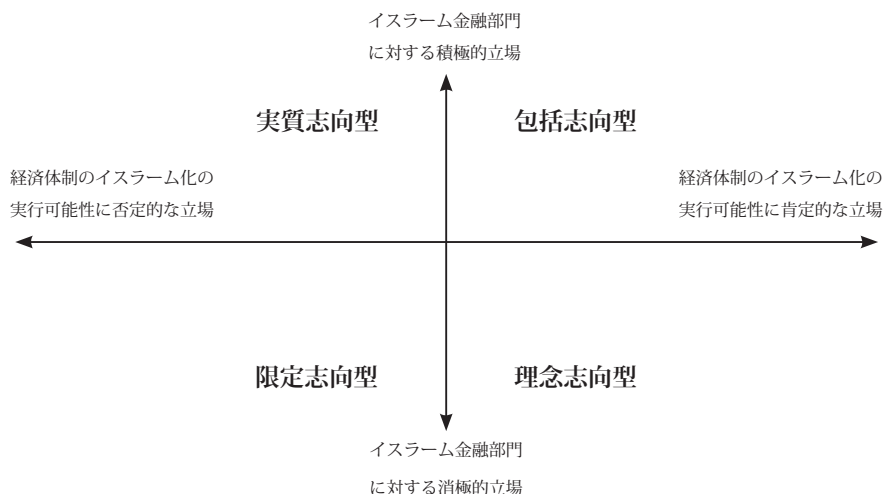 イスラーム金融部門
に対する積極的立場
実質志向型
包括志向型
経済体制のイスラーム化の
実行可能性に否定的な立場
経済体制のイスラーム化の
実行可能性に肯定的な立場
限定志向型
理念志向型
イスラーム金融部門
に対する消極的立場